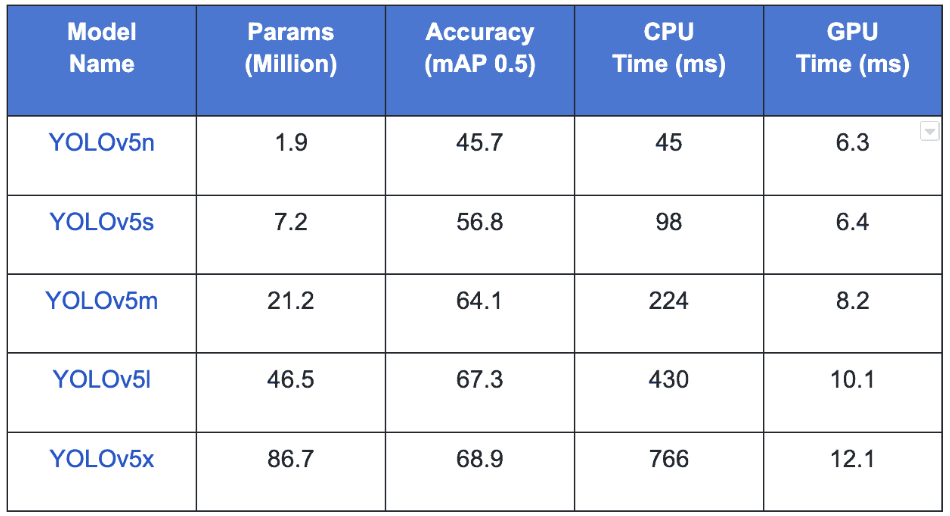 Model Name Params (Million) Accuracy (mAP 0.5) CPU Time (ms) GPU Time (ms)
YOLOv5n 1.9 45.7 45 6.3
YOLOv5s 7.2 56.8 98 6.4
YOLOv5m 21.2 64.1 224 8.2
YOLOv5l 46.5 67.3 430 10.1
YOLOv5x 86.7 68.9 766 12.1